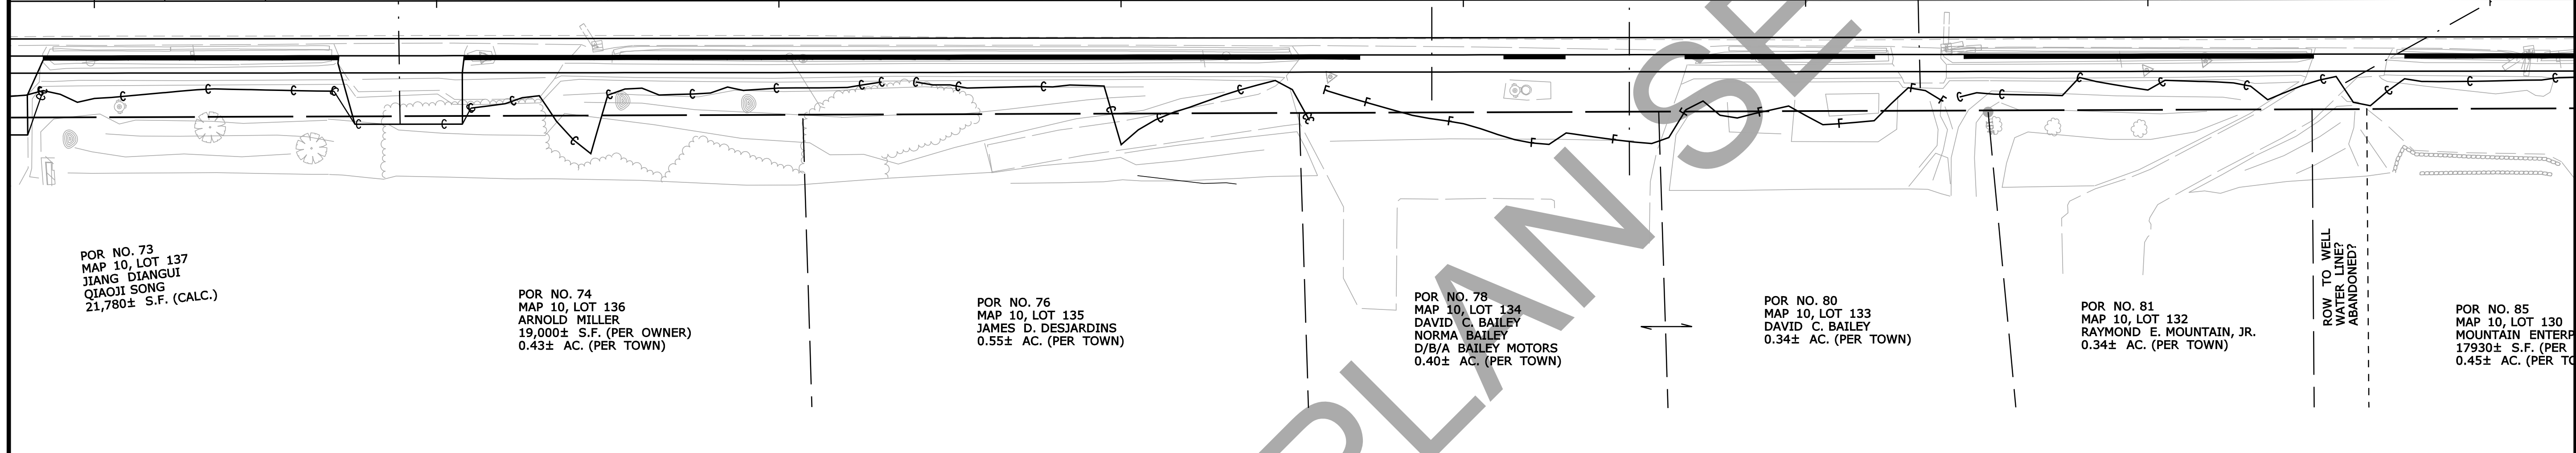 POR NO. 73
MAP 10, LOT 137
JIANG DIANGUI
QIAOJI SONG
21,780± S.F. (CALC.)
POR NO. 74
MAP 10, LOT 136
ARNOLD MILLER
19,000± S.F. (PER OWNER)
0.43± AC. (PER TOWN)
POR NO. 76
MAP 10, LOT 135
JAMES D. DESJARDINS
0.55± AC. (PER TOWN)
POR NO. 78
MAP 10, LOT 134
DAVID C. BAILEY
NORMA BAILEY
D/B/A BAILEY MOTORS
0.40± AC. (PER TOWN)
POR NO. 80
MAP 10, LOT 133
DAVID C. BAILEY
0.34± AC. (PER TOWN)
POR NO. 81
MAP 10, LOT 132
RAYMOND E. MOUNTAIN, JR.
0.34± AC. (PER TOWN)
ROW TO WELL
WATER LINE?
ABANDONED?
POR NO. 85
MAP 10, LOT 130
MOUNTAIN ENTERP
17930± S.F. (PER
0.45± AC. (PER TO
PLAN SE
C C C C C C C C C C C C C C C C C C C C C C
F F F F F F F F F
C C C C C C C C C